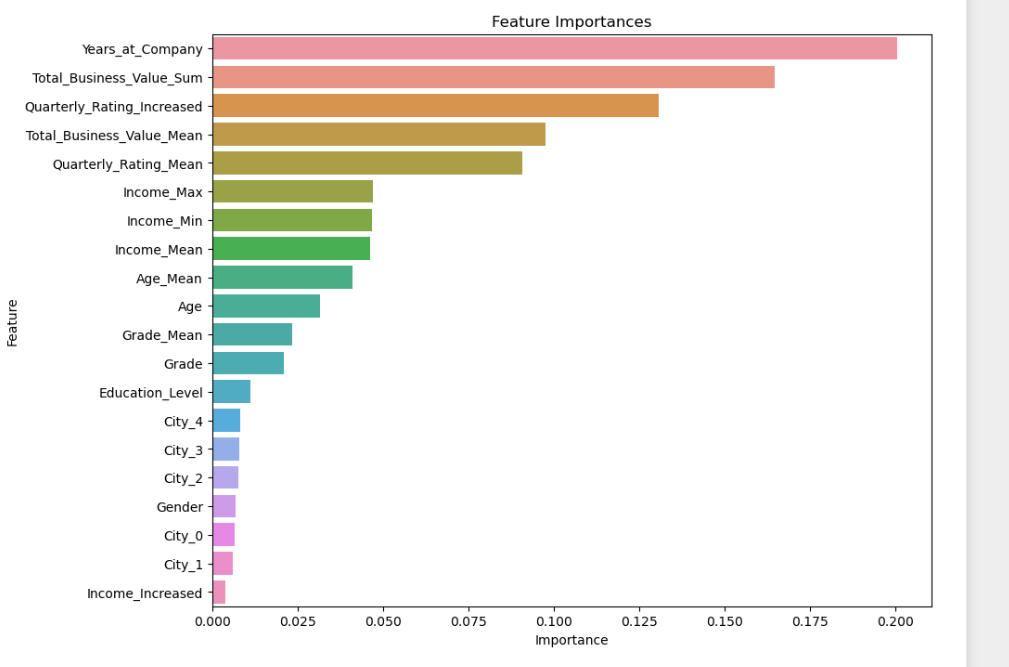 Feature Importances
Years_at_Company
Total_Business_Value_Sum
Quarterly_Rating_Increased
Total_Business_Value_Mean
Quarterly_Rating_Mean
Income_Max
Income_Min
Income_Mean
Age_Mean
Age
Grade_Mean
Grade
Education_Level
City_4
City_3
City_2
Gender
City_0
City_1
Income_Increased
Feature
0.000 0.025 0.050 0.075 0.100 0.125 0.150 0.175 0.200
Importance